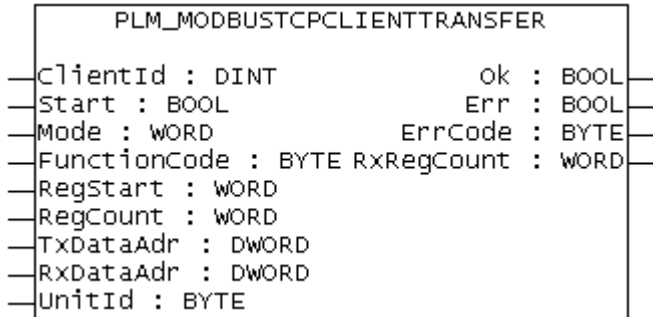 PLM_MODBUSTCPCLIENTTRANSFER
ClientId : DINT Ok : BOOL
Start : BOOL Err : BOOL
Mode : WORD ErrCode : BYTE
FunctionCode : BYTE RxRegCount : WORD
RegStart : WORD
RegCount : WORD
TxDataAdr : DWORD
RxDataAdr : DWORD
UnitId : BYTE